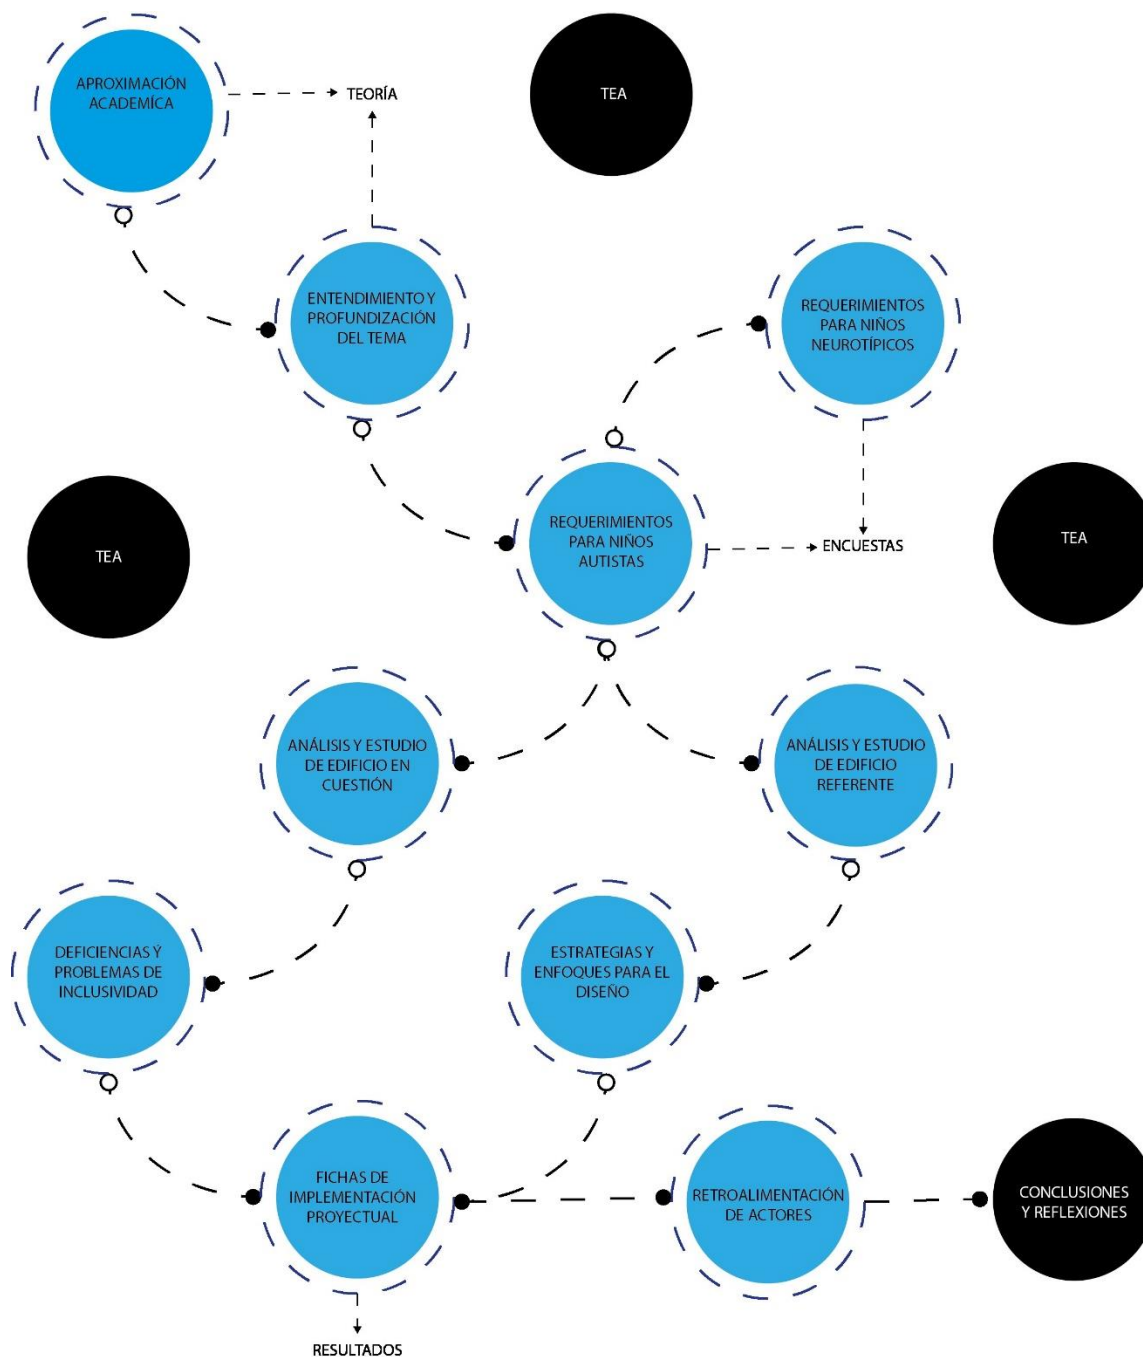 APROXIMACIÓN
ACADEMÍCA
TEORÍA
TEA
ENTENDIMIENTO Y
PROFUNDIZACIÓN
DEL TEMA
REQUERIMIENTOS
PARA NIÑOS
NEUROTÍPICOS
TEA
REQUERIMIENTOS
PARA NIÑOS
AUTISTAS
ENCUESTAS
TEA
ANÁLISIS Y ESTUDIO
DE EDIFICIO EN
CUESTIÓN
ANÁLISIS Y ESTUDIO
DE EDIFICIO
REFERENTE
DEFICIENCIAS Y
PROBLEMAS DE
INCLUSIVIDAD
ESTRATEGIAS Y
ENFOQUES PARA EL
DISEÑO
FICHAS DE
IMPLEMENTACIÓN
PROYECTUAL
RETROALIMENTACIÓN
DE ACTORES
CONCLUSIONES
Y REFLEXIONES
RESULTADOS